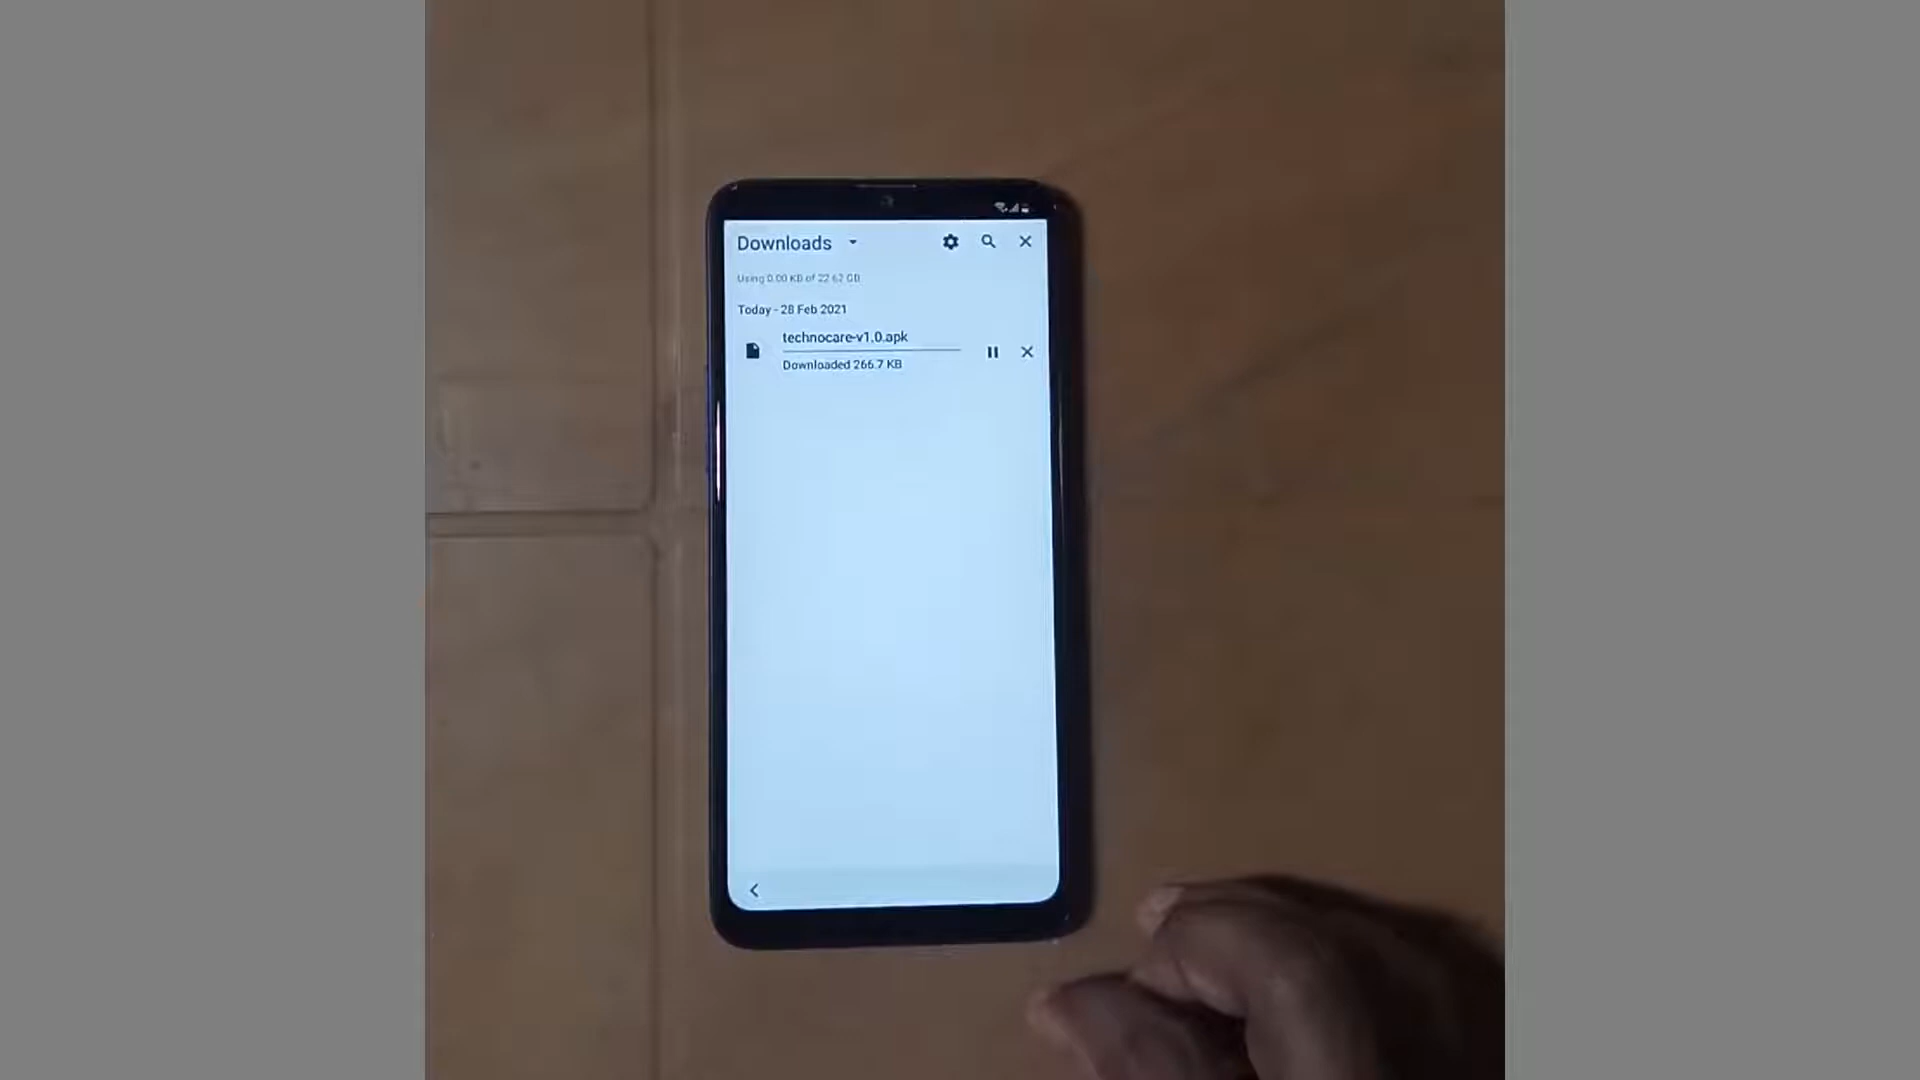 Downloads
Using 0.00 KB of 22.62 GB
Today - 28 Feb 2021
technocare-v1.0.apk
Downloaded 266.7 KB